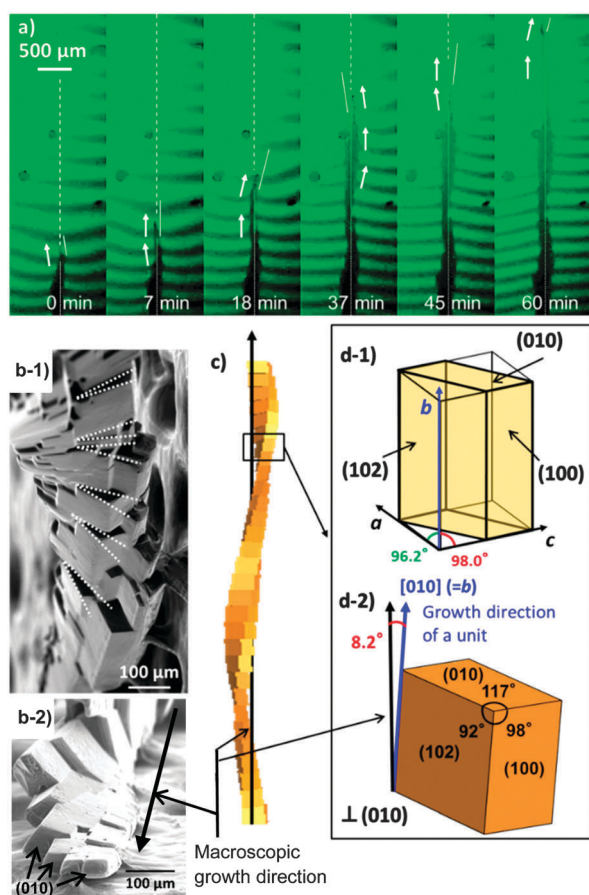 a)
500 μm
0 min
7 min
18 min
37 min
45 min
60 min
b-1)
100 μm
b-2)
(010)
100 μm
c)
Macroscopic
growth direction
d-1)
(010)
b
(102)
(100)
a
c
96.2°
98.0°
d-2)
[010] (=b)
8.2°
Growth direction
of a unit
(010)
117°
92°
98°
(102)
(100)
⊥(010)